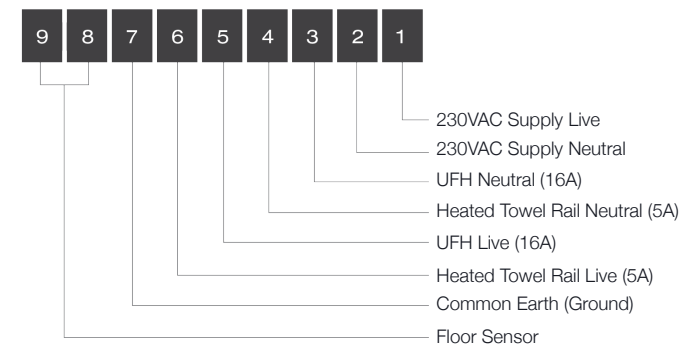 9 8 7 6 5 4 3 2 1
230VAC Supply Live
230VAC Supply Neutral
UFH Neutral (16A)
Heated Towel Rail Neutral (5A)
UFH Live (16A)
Heated Towel Rail Live (5A)
Common Earth (Ground)
Floor Sensor